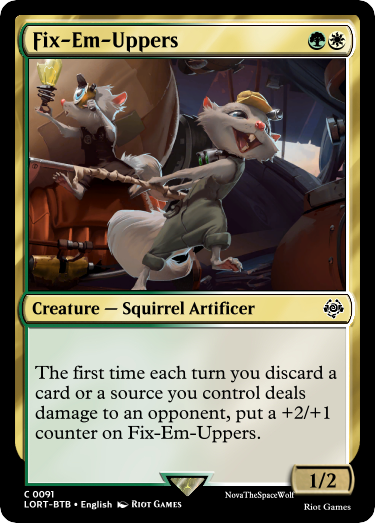 Fix-Em-Uppers
Creature — Squirrel Artificer
The first time each turn you discard a
card or a source you control deals
damage to an opponent, put a +2/+1
counter on Fix-Em-Uppers.
1/2
C 0091
LORT-BTB • English Riot Games
NovaTheSpaceWolf
Riot Games